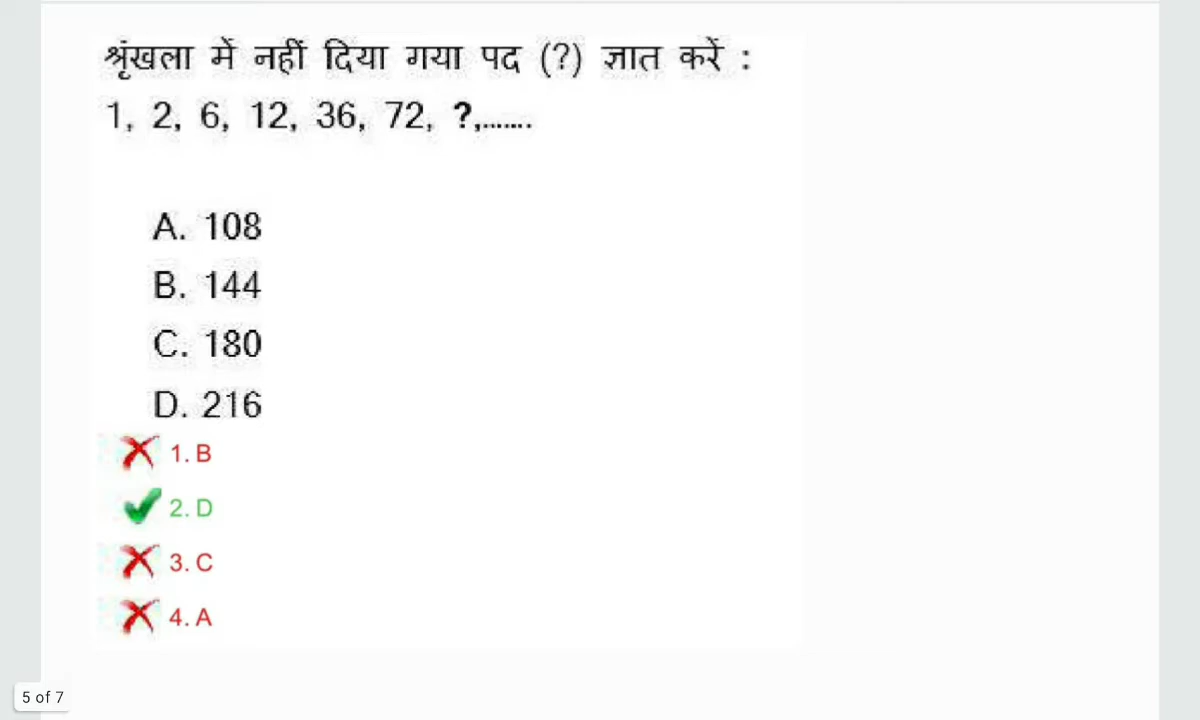 श्रृंखला में नहीं दिया गया पद (?) ज्ञात करें :
1, 2, 6, 12, 36, 72, ?,.......
A. 108
B. 144
C. 180
D. 216
1. B
2. D
3. C
4. A
5 of 7